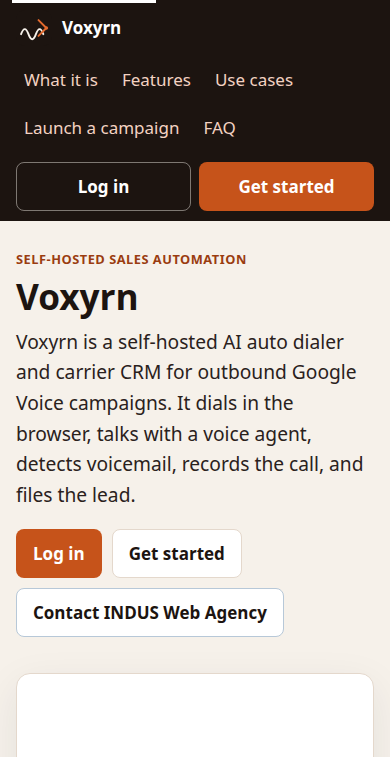 Voxyrn
What it is Features Use cases
Launch a campaign FAQ
Log in Get started
SELF-HOSTED SALES AUTOMATION
Voxyrn
Voxyrn is a self-hosted AI auto dialer
and carrier CRM for outbound Google
Voice campaigns. It dials in the
browser, talks with a voice agent,
detects voicemail, records the call, and
files the lead.
Log in Get started
Contact INDUS Web Agency